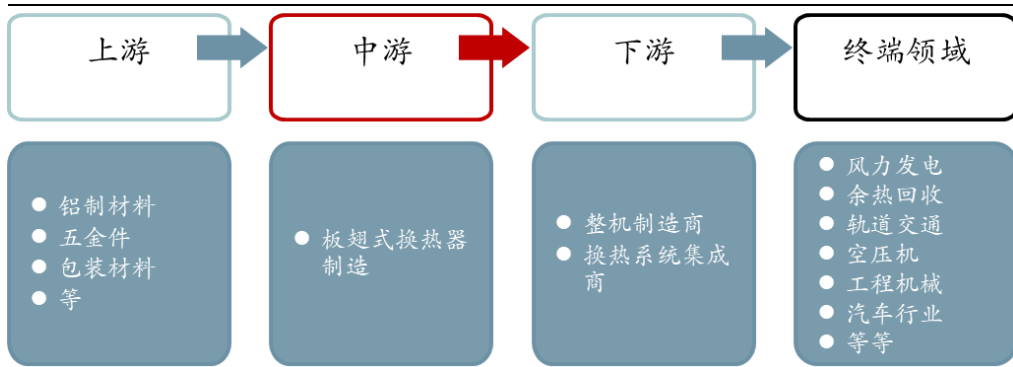 上游
中游
下游
终端领域
铝制材料
五金件
包装材料
等
板翅式换热器
制造
整机制造商
换热系统集成
商
风力发电
余热回收
轨道交通
空压机
工程机械
汽车行业
等等